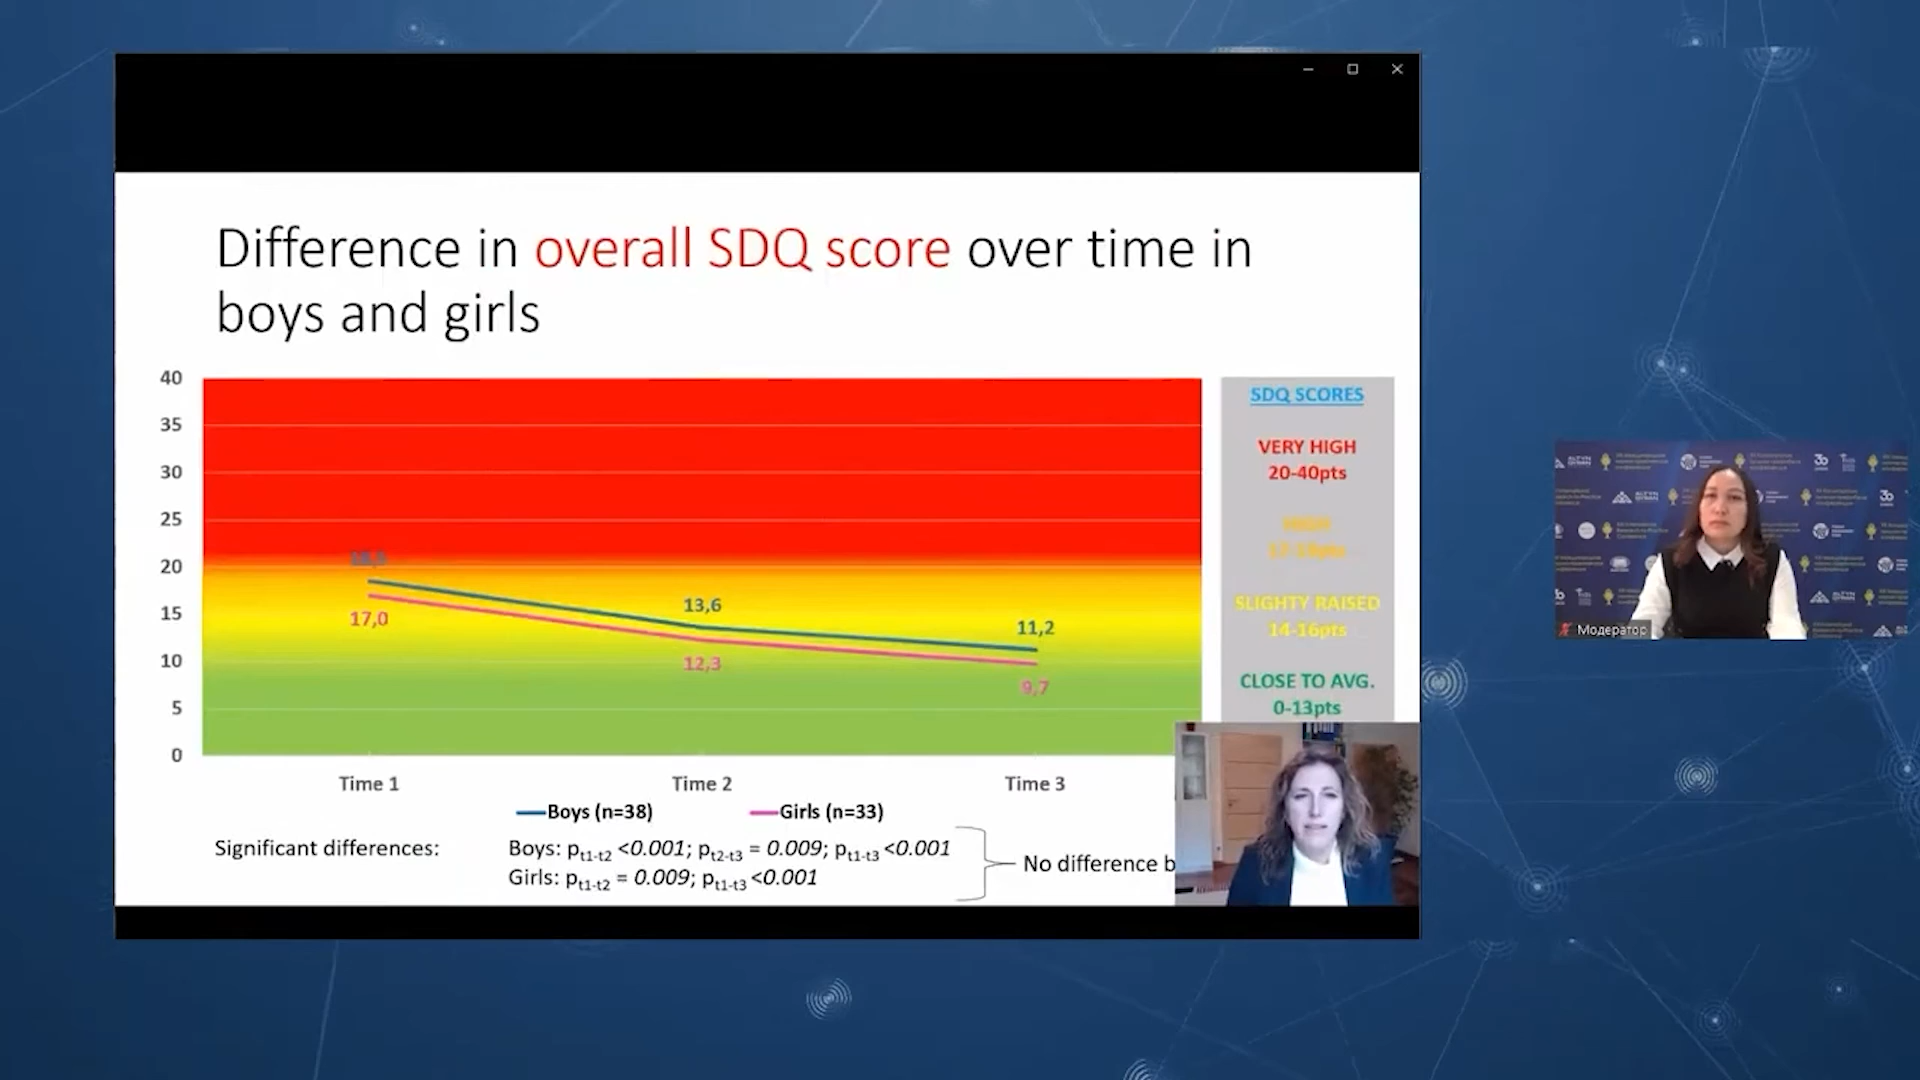 Difference in overall SDQ score over time in
boys and girls
40
35
30
25
20
15
10
5
0
17,0
13,6
12,3
11,2
9,7
Time 1
Time 2
Time 3
Boys (n=38)
Girls (n=33)
SDQ SCORES
VERY HIGH
20-40pts
SLIGHTY RAISED
14-16pts
CLOSE TO AVG.
0-13pts
Significant differences:
Boys: pt1-t2 <0.001; pt2-t3 = 0.009; pt1-t3 <0.001
Girls: pt1-t2 = 0.009; pt1-t3 <0.001
No difference b
Модератор